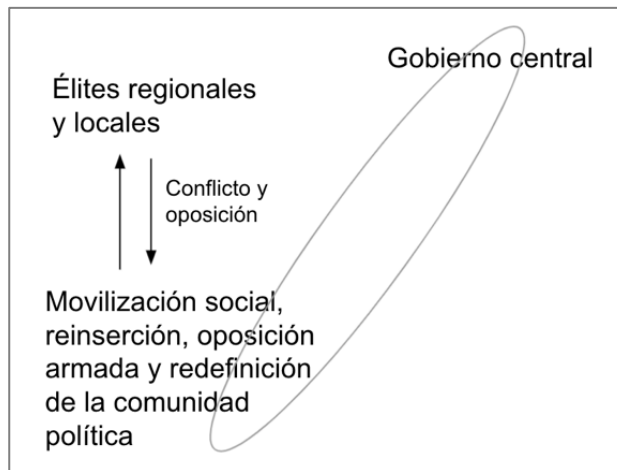 Gobierno central
Élites regionales
y locales
Conflicto y
oposición
Movilización social,
reinserción, oposición
armada y redefinición
de la comunidad
política